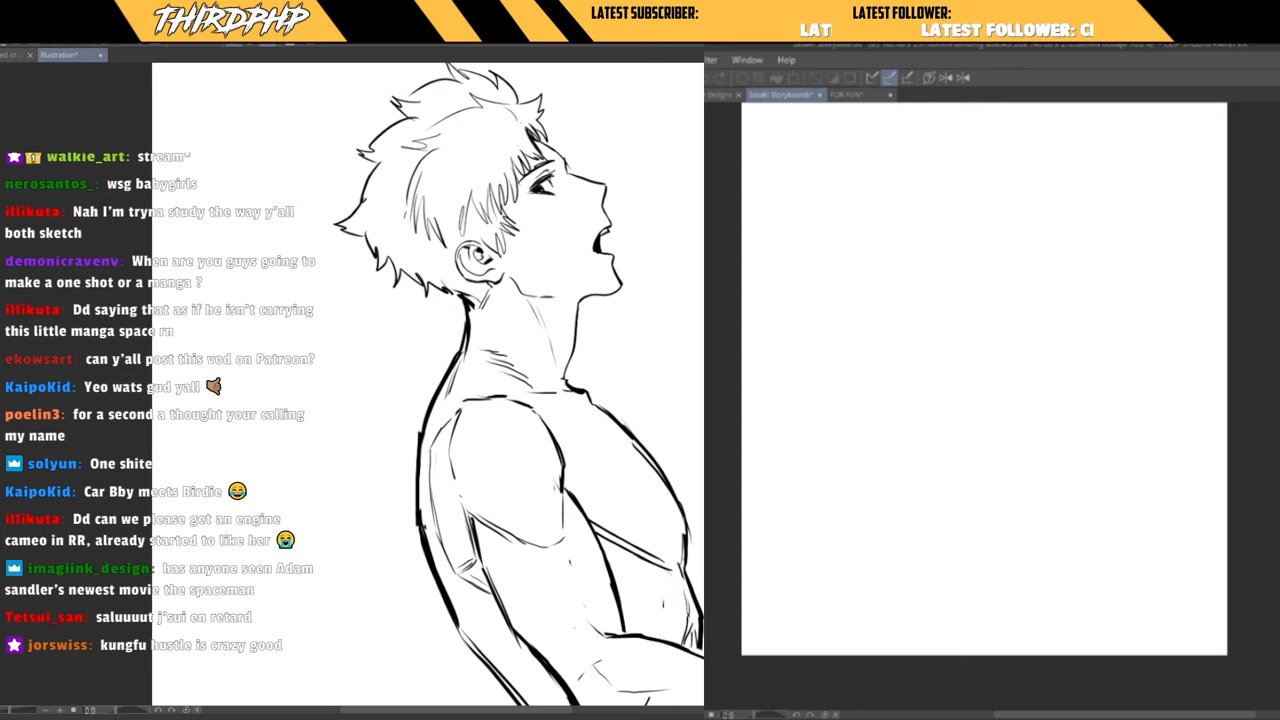 THIRDPHP
LATEST SUBSCRIBER:
LAT
LATEST FOLLOWER:
LATEST FOLLOWER: CI
Illustration*
Window Help
Sasaki Storyboards*
FOR FUN*
walkie_art: stream*
nerosantos_: wsg babygirls
illikuta: Nah I'm tryna study the way y'all
both sketch
demonicravenv: When are you guys going to
make a one shot or a manga ?
illikuta: Dd saying that as if he isn't carrying
this little manga space rn
ekowsart: can y'all post this vod on Patreon?
KaipoKid: Yeo wats gud yall
poelin3: for a second a thought your calling
my name
solyun: One shite
KaipoKid: Car Bby meets Birdie 😂
illikuta: Dd can we please get an engine
cameo in RR, already started to like her 😭
imagiink_design: has anyone seen Adam
sandler's newest movie the spaceman
Tetsui_san: saluuuut j'sui en retard
jorswiss: kungfu hustle is crazy good